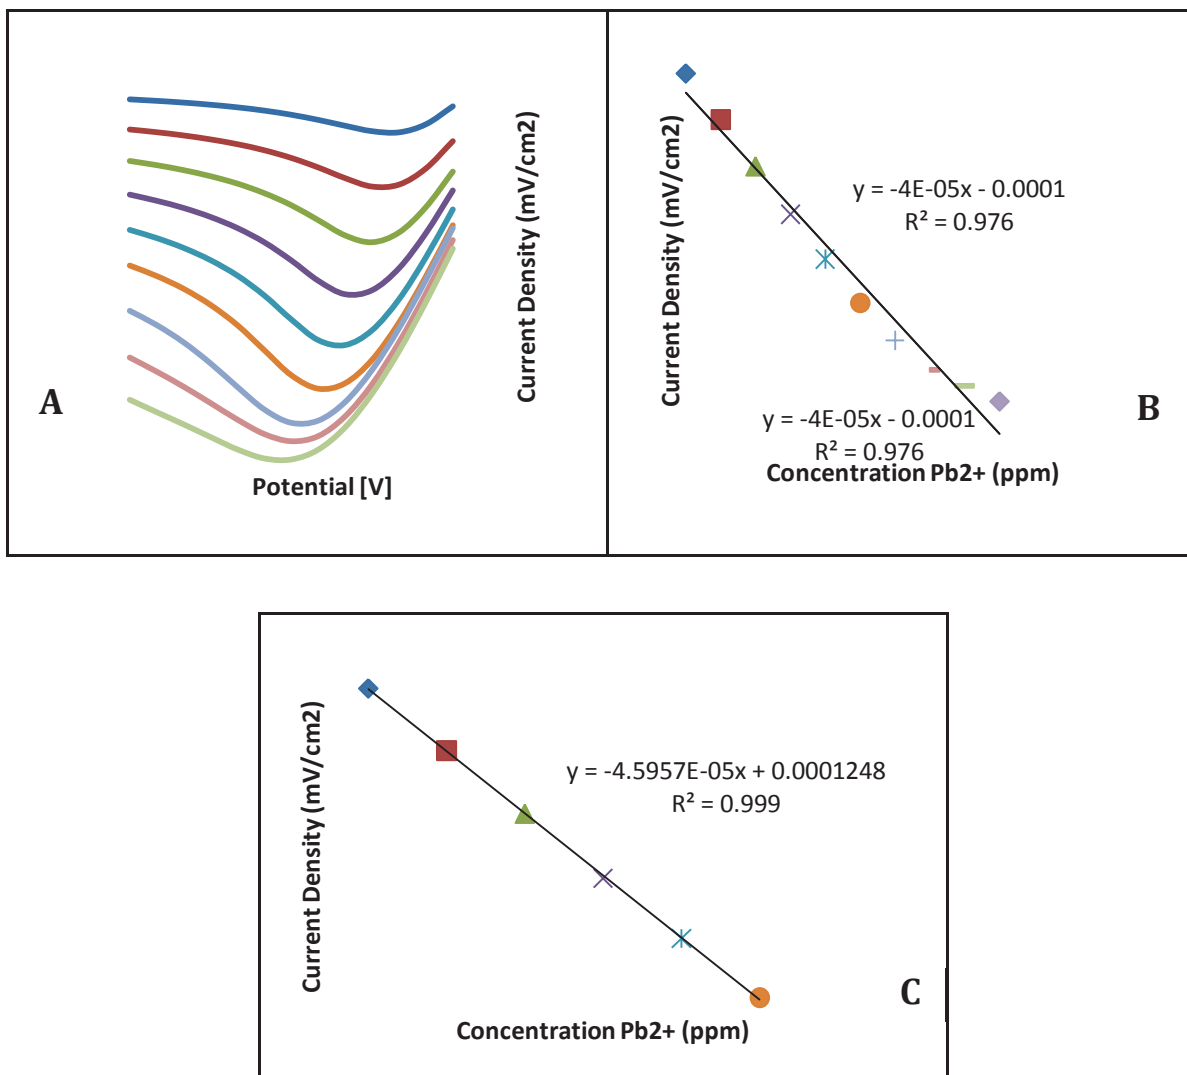 A
Potential [V]
Current Density (mV/cm2)
Current Density (mV/cm2)
y = -4E-05x - 0.0001
R² = 0.976
y = -4E-05x - 0.0001
R² = 0.976
Concentration Pb2+ (ppm)
B
Current Density (mV/cm2)
y = -4.5957E-05x + 0.0001248
R² = 0.999
Concentration Pb2+ (ppm)
C